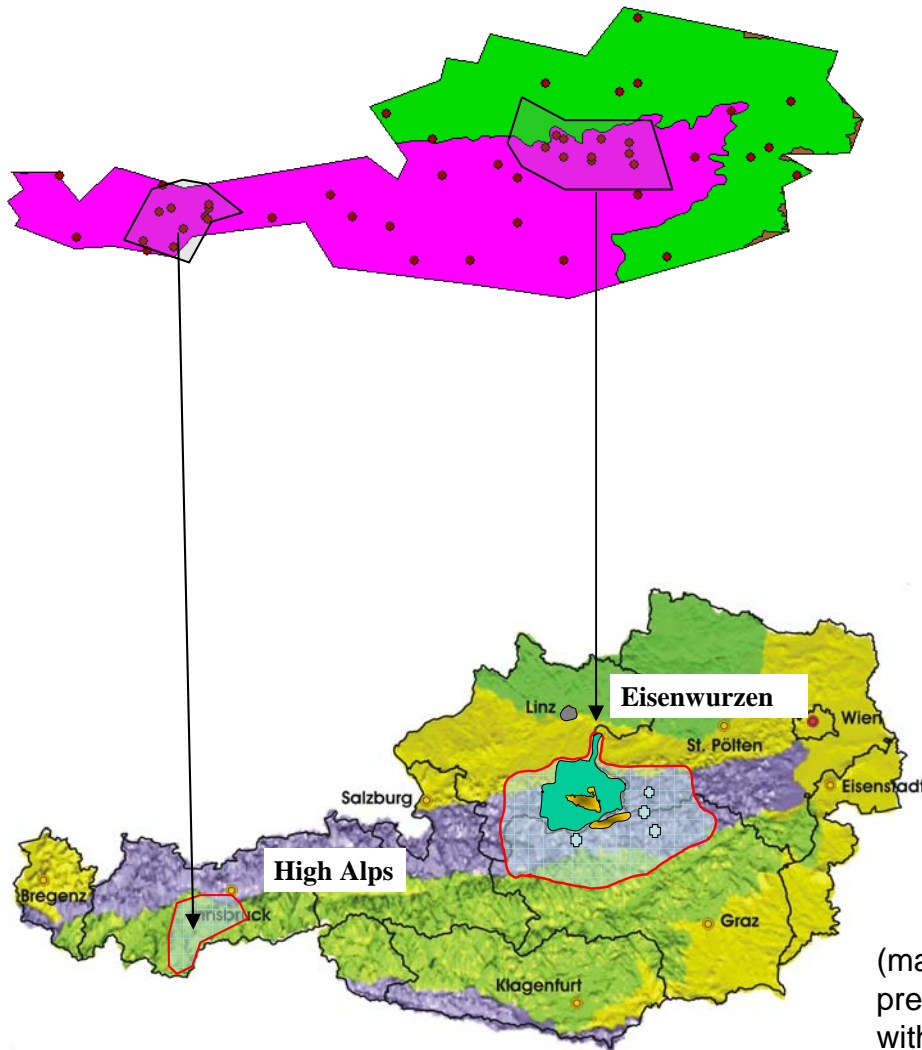 Eisenwurzen
Linz
Wien
St. Pölten
Eisenstadt
Salzburg
High Alps
Bregenz
Graz
Klagenfurt
(ma
pre
with